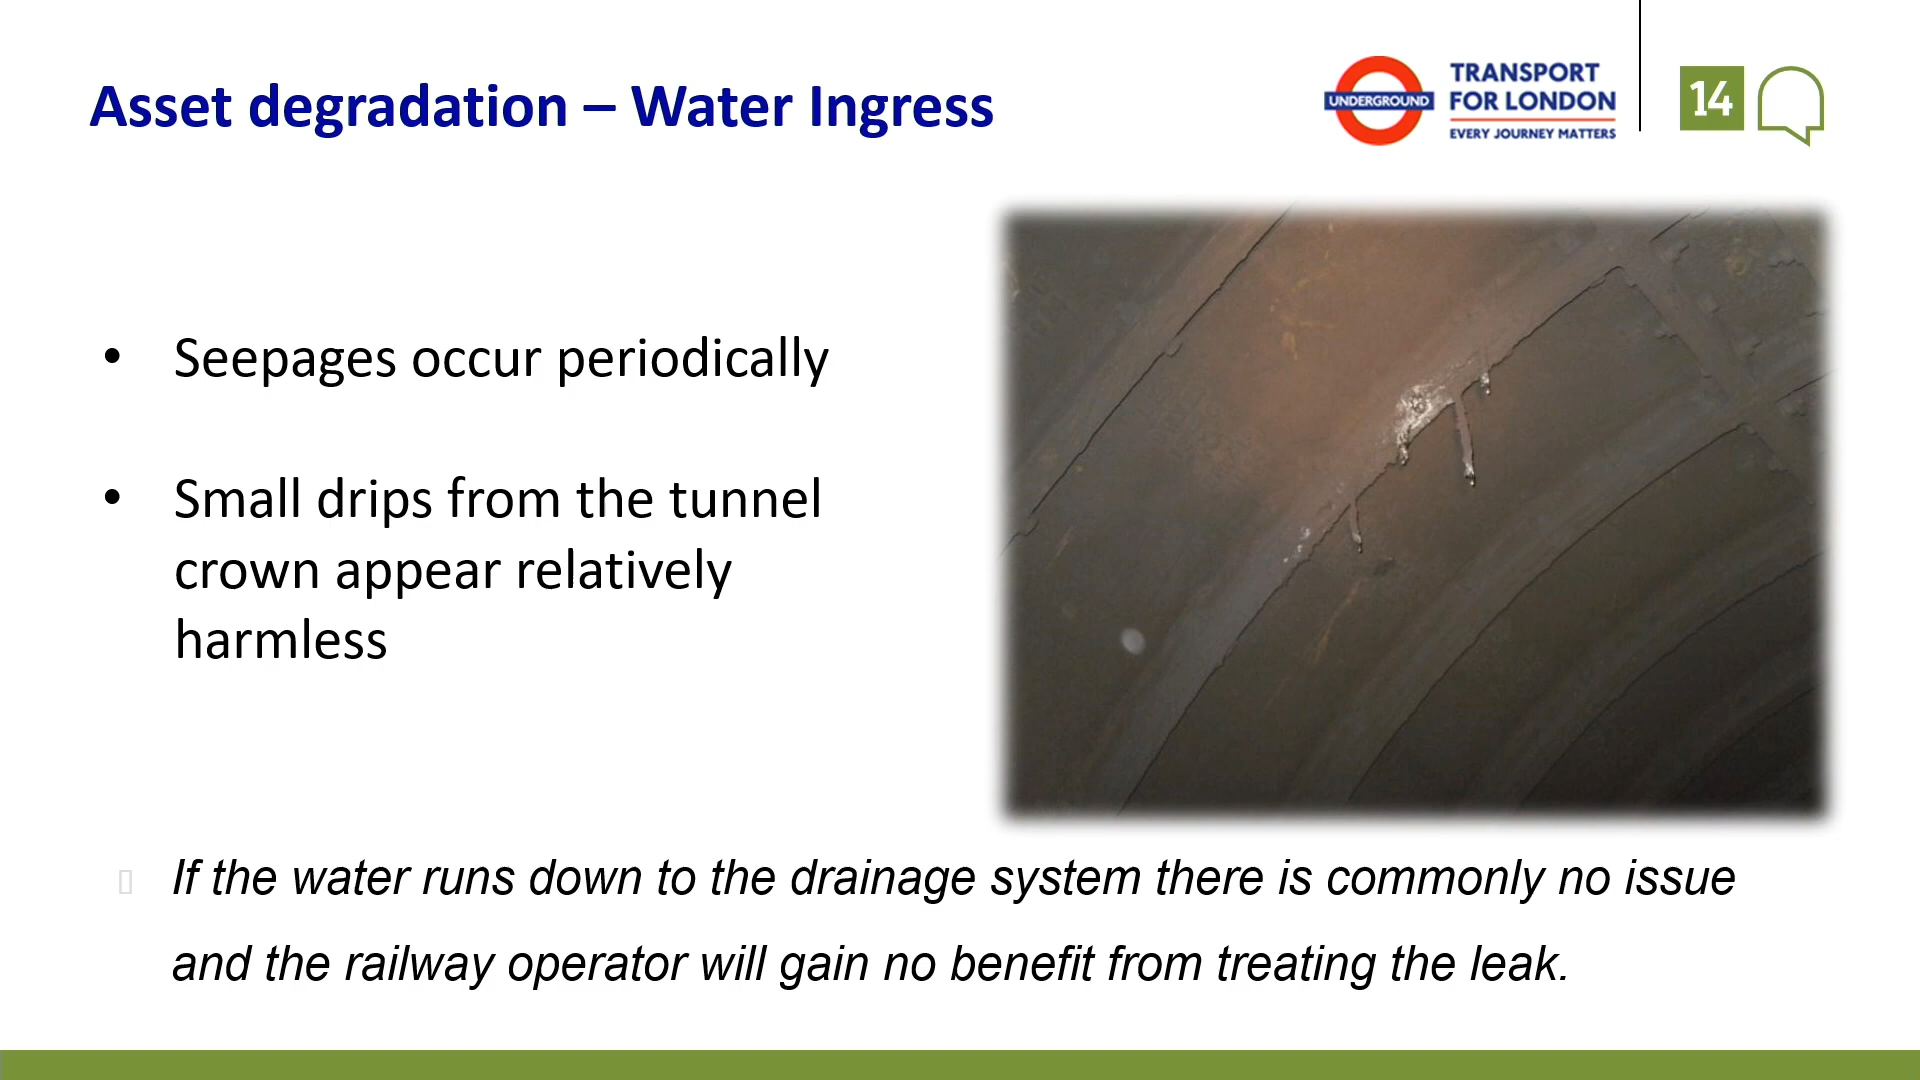 Asset degradation – Water Ingress
UNDERGROUND
TRANSPORT
FOR LONDON
EVERY JOURNEY MATTERS
14
• Seepages occur periodically
• Small drips from the tunnel
crown appear relatively
harmless
If the water runs down to the drainage system there is commonly no issue
and the railway operator will gain no benefit from treating the leak.